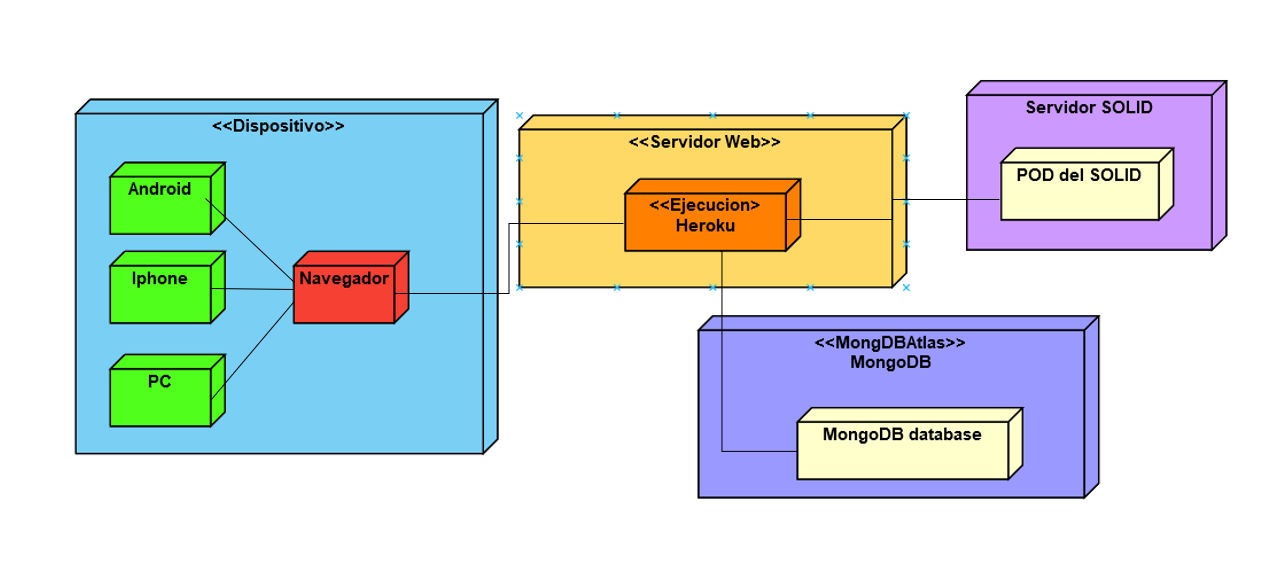 <<Dispositivo>>
Android
Iphone
PC
Navegador
<<Servidor Web>>
<<Ejecucion>
Heroku
Servidor SOLID
POD del SOLID
<<MongDBAtlas>>
MongoDB
MongoDB database